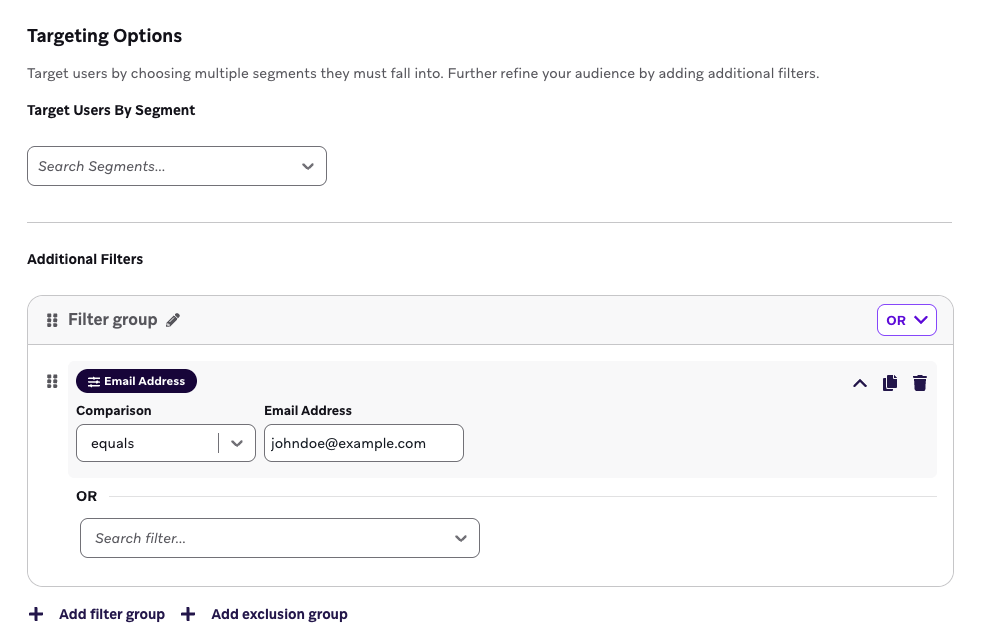 Targeting Options
Target users by choosing multiple segments they must fall into. Further refine your audience by adding additional filters.
Target Users By Segment
Search Segments...
Additional Filters
Filter group OR
Email Address
Comparison Email Address
equals johndoe@example.com
OR
Search filter...
Add filter group Add exclusion group